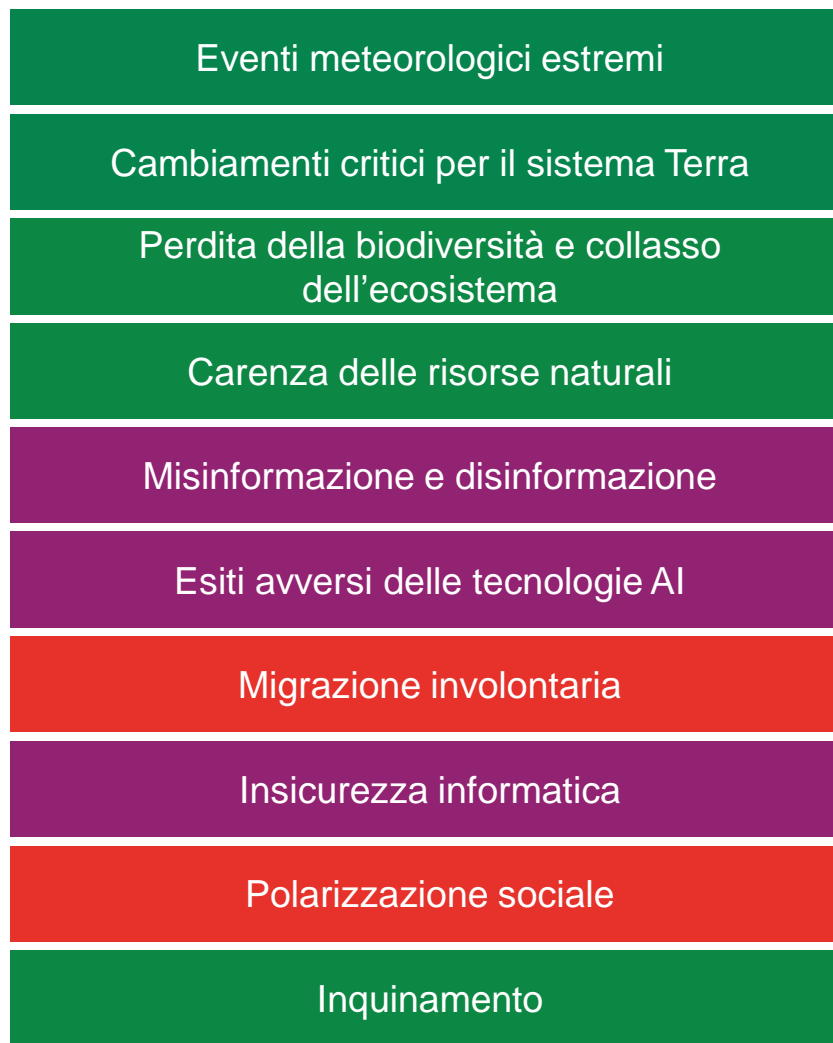 Eventi meteorologici estremi
Cambiamenti critici per il sistema Terra
Perdita della biodiversità e collasso
dell’ecosistema
Carenza delle risorse naturali
Misinformazione e disinformazione
Esiti avversi delle tecnologie AI
Migrazione involontaria
Insicurezza informatica
Polarizzazione sociale
Inquinamento